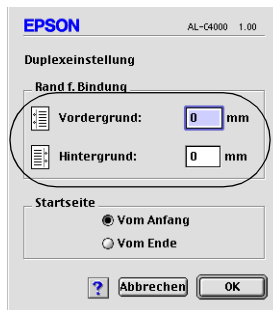 EPSON AL-C4000 1.00
Duplexeinstellung
Rand f. Bindung
Vordergrund: 0 mm
Hintergrund: 0 mm
Startseite
Vom Anfang
Vom Ende
? Abbrechen OK